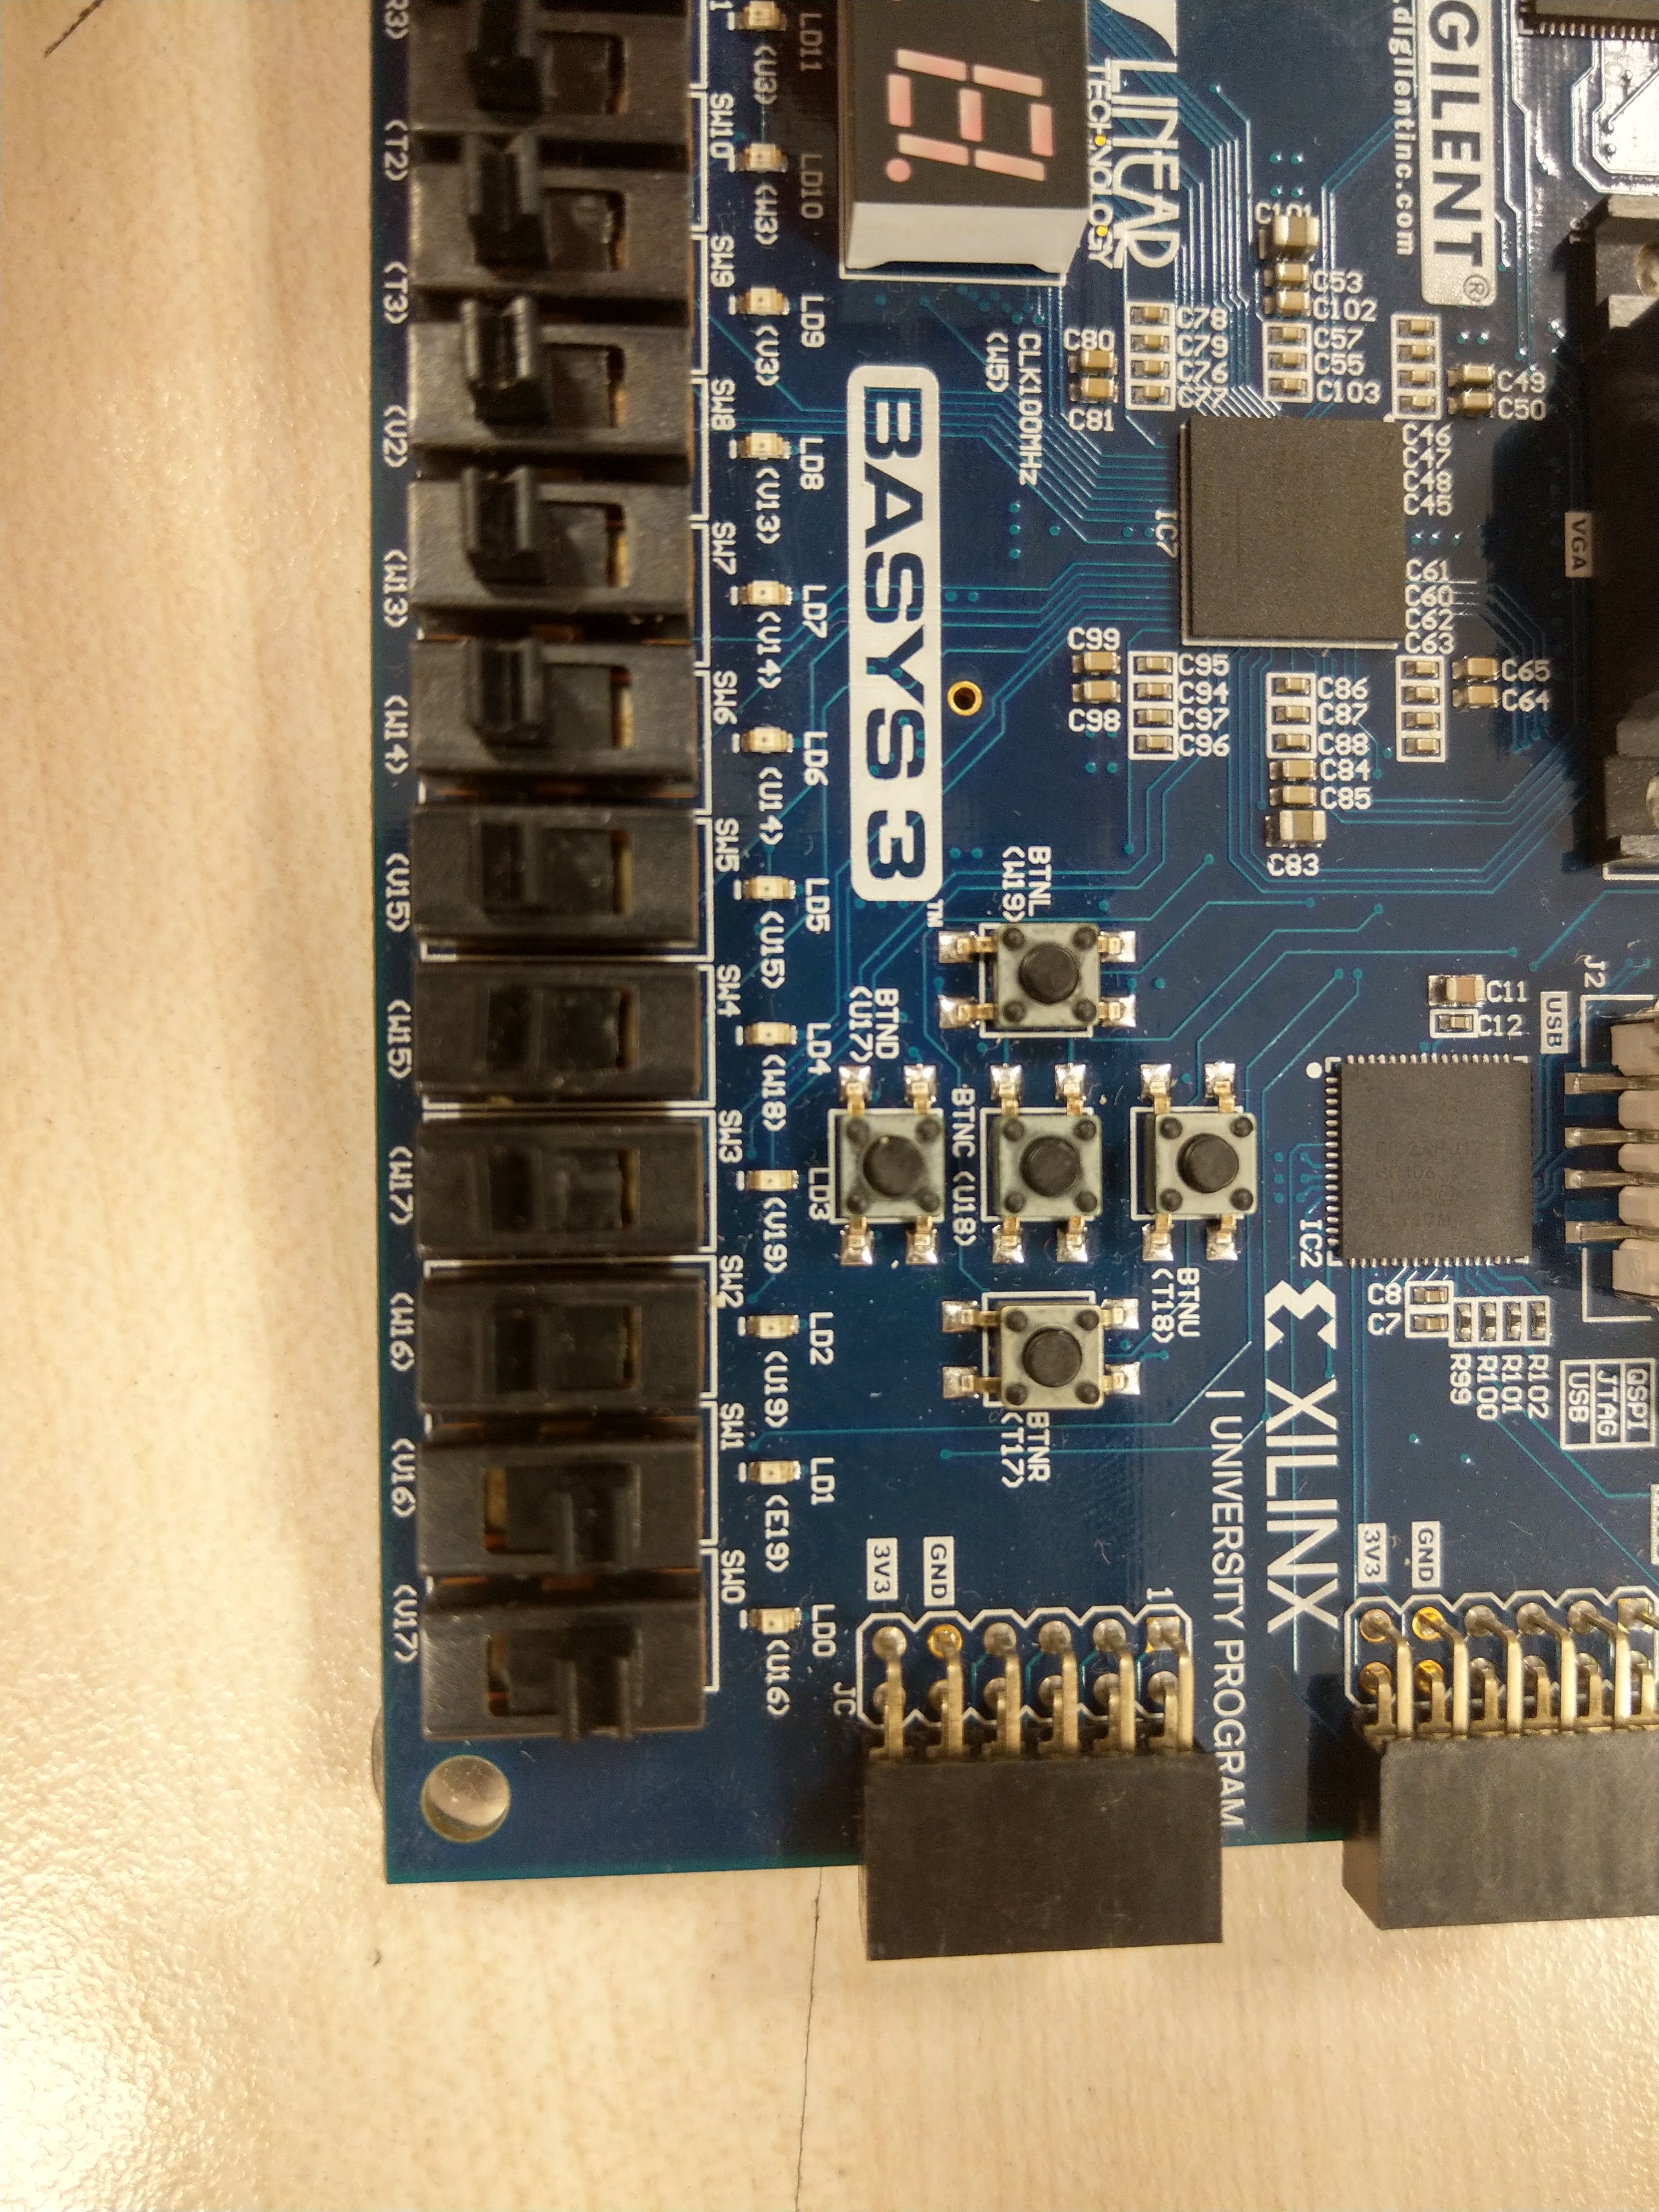 DIGILENT®
.digilentinc.com
LINEAR
TECHNOLOGY
C101
C53
C102
C57
C55
C103
C78
C79
C76
C77
C80
C81
C49
C50
C46
C47
C48
C45
C61
C60
C62
C63
C65
C64
VGA
IC7
CLK100MHz
(W5)
C99
C98
C95
C94
C97
C96
C86
C87
C88
C84
C85
C83
BASYS 3™
BTNL
(W19)
BTND
(U17)
BTNC (U18)
BTNU
(T18)
BTNR
(T17)
J2
USB
C11
C12
IC2
C8
C7
R99
R100
R101
R102
QSPI
JTAG
USB
XILINX
UNIVERSITY PROGRAM
3V3
GND
3V3
GND
1
JC
LD11
(U3)
LD10
(W3)
LD9
(V3)
LD8
(V13)
LD7
(V14)
LD6
(U14)
LD5
(U15)
LD4
(W18)
LD3
(V19)
LD2
(U19)
LD1
(E19)
LD0
(U16)
SW10
SW9
SW8
SW7
SW6
SW5
SW4
SW3
SW2
SW1
SW0
(T2)
(T3)
(V2)
(W13)
(W14)
(V15)
(W15)
(W17)
(W16)
(V16)
(V17)